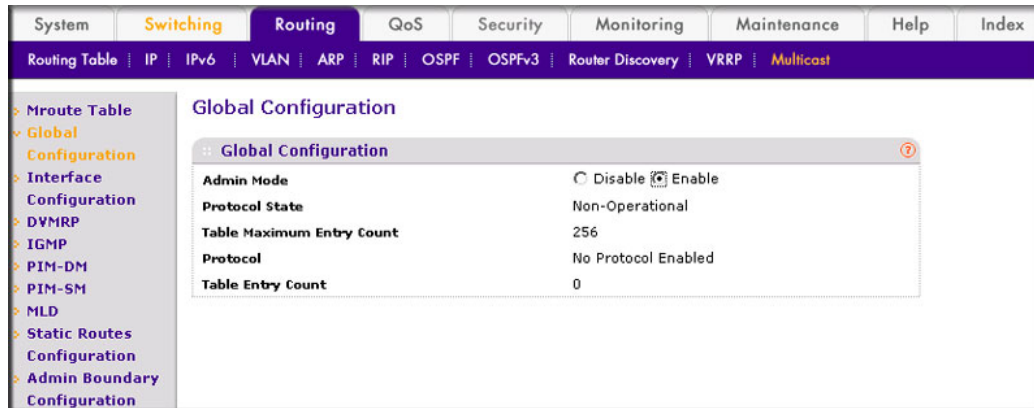 System Switching Routing QoS Security Monitoring Maintenance Help Index
Routing Table IP IPv6 VLAN ARP RIP OSPF OSPFv3 Router Discovery VRRP Multicast
Mroute Table
Global
Configuration
Interface
Configuration
DVMRP
IGMP
PIM-DM
PIM-SM
MLD
Static Routes
Configuration
Admin Boundary
Configuration
Global Configuration
Global Configuration ?
Admin Mode Disable Enable
Protocol State Non-Operational
Table Maximum Entry Count 256
Protocol No Protocol Enabled
Table Entry Count 0